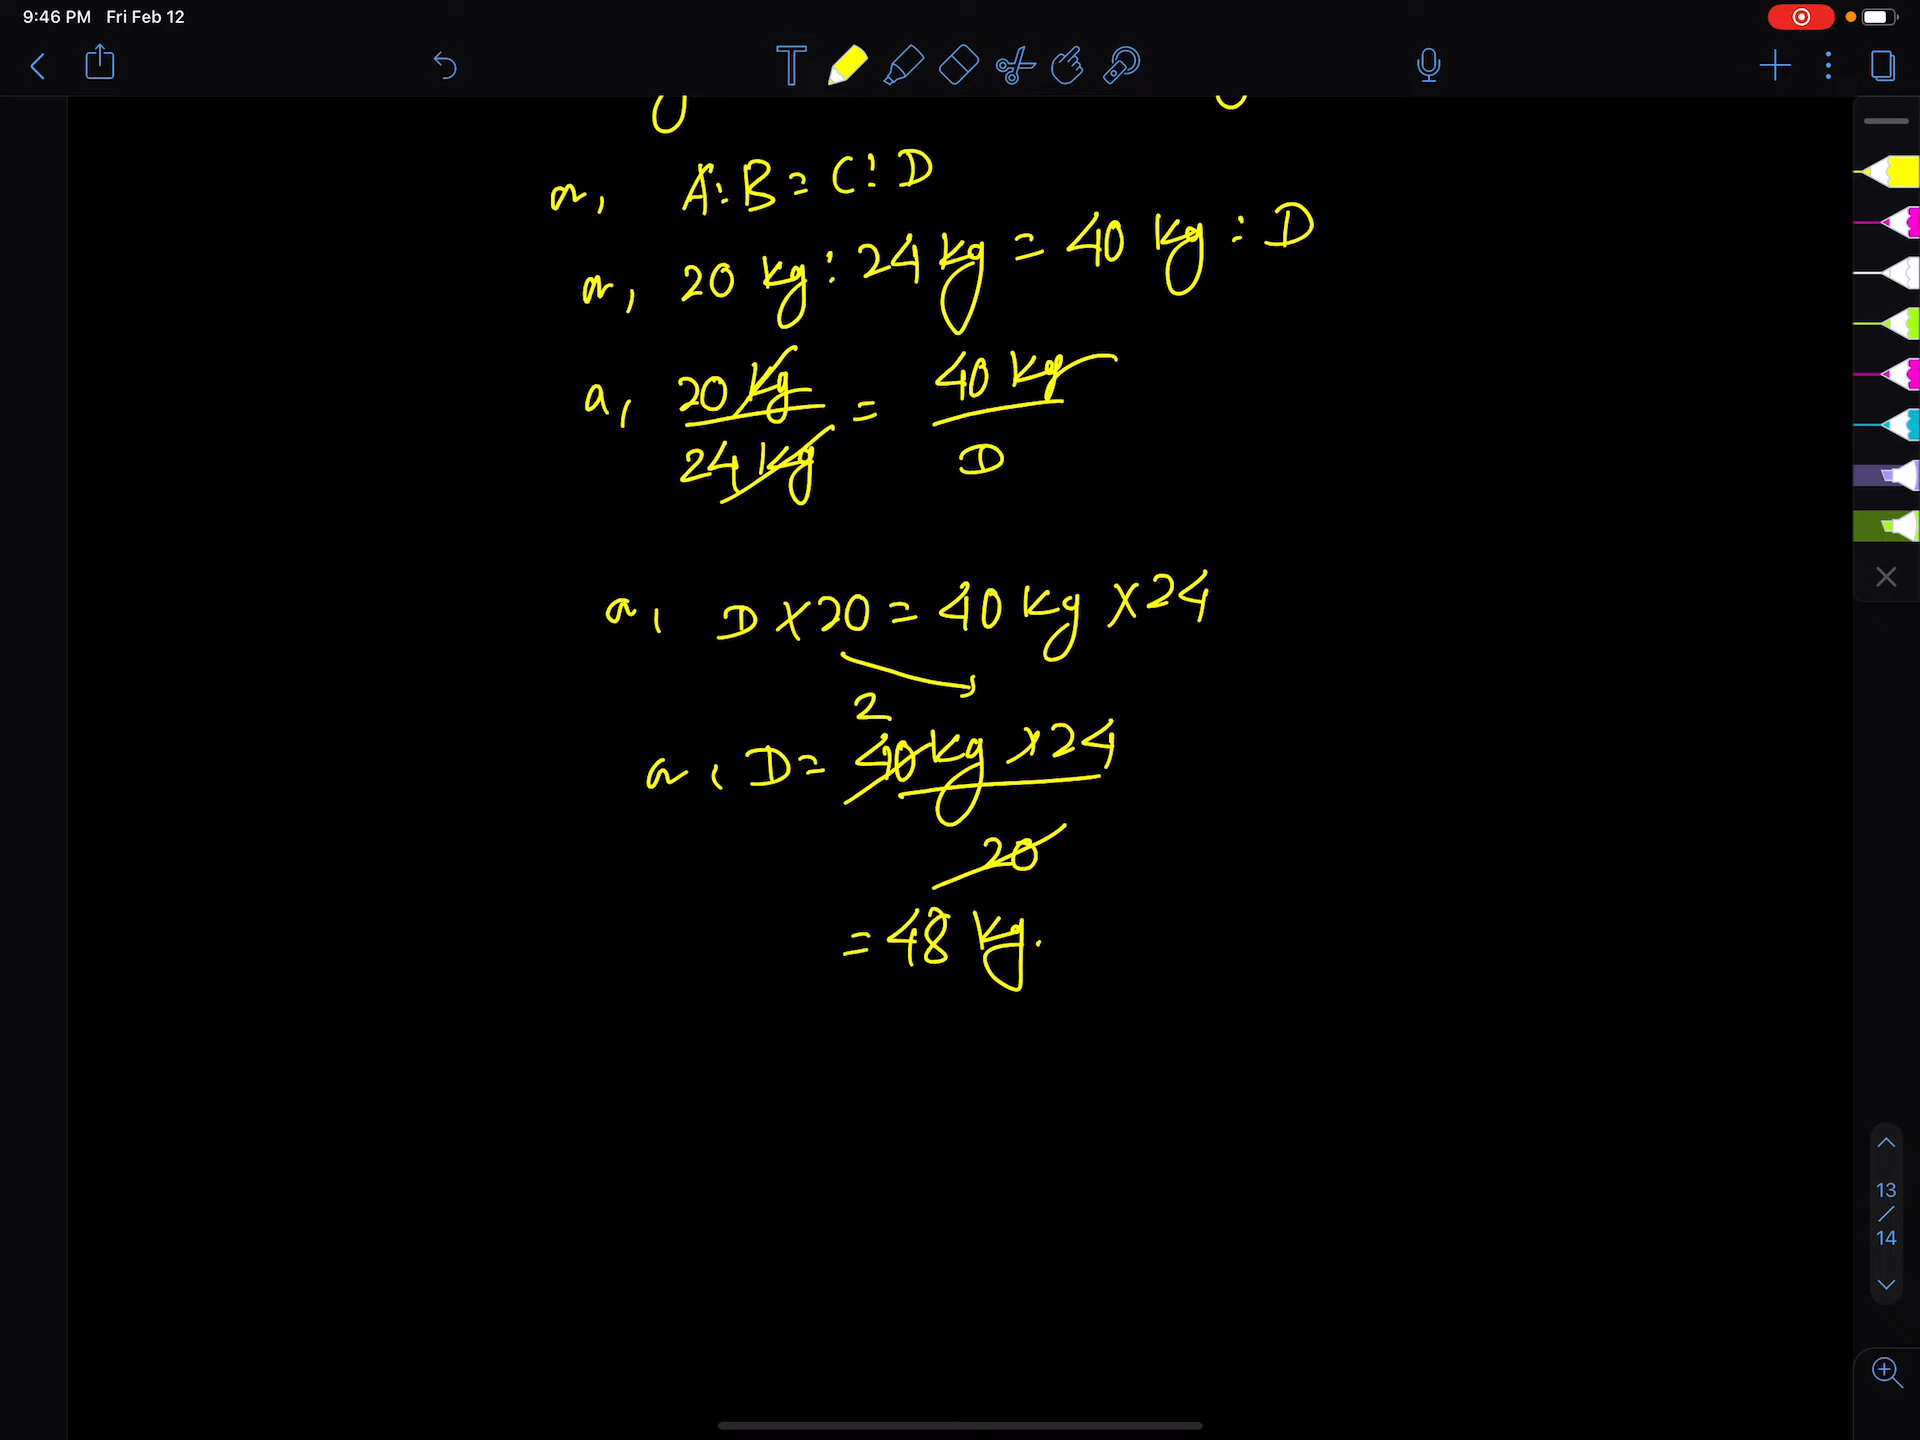 9:46 PM Fri Feb 12
or, A:B = C:D
or, 20 kg : 24 kg = 40 kg : D
or, 20 kg / 24 kg = 40 kg / D
or, D × 20 = 40 kg × 24
2
or, D = 40 kg × 24
20
= 48 kg.
13
/
14